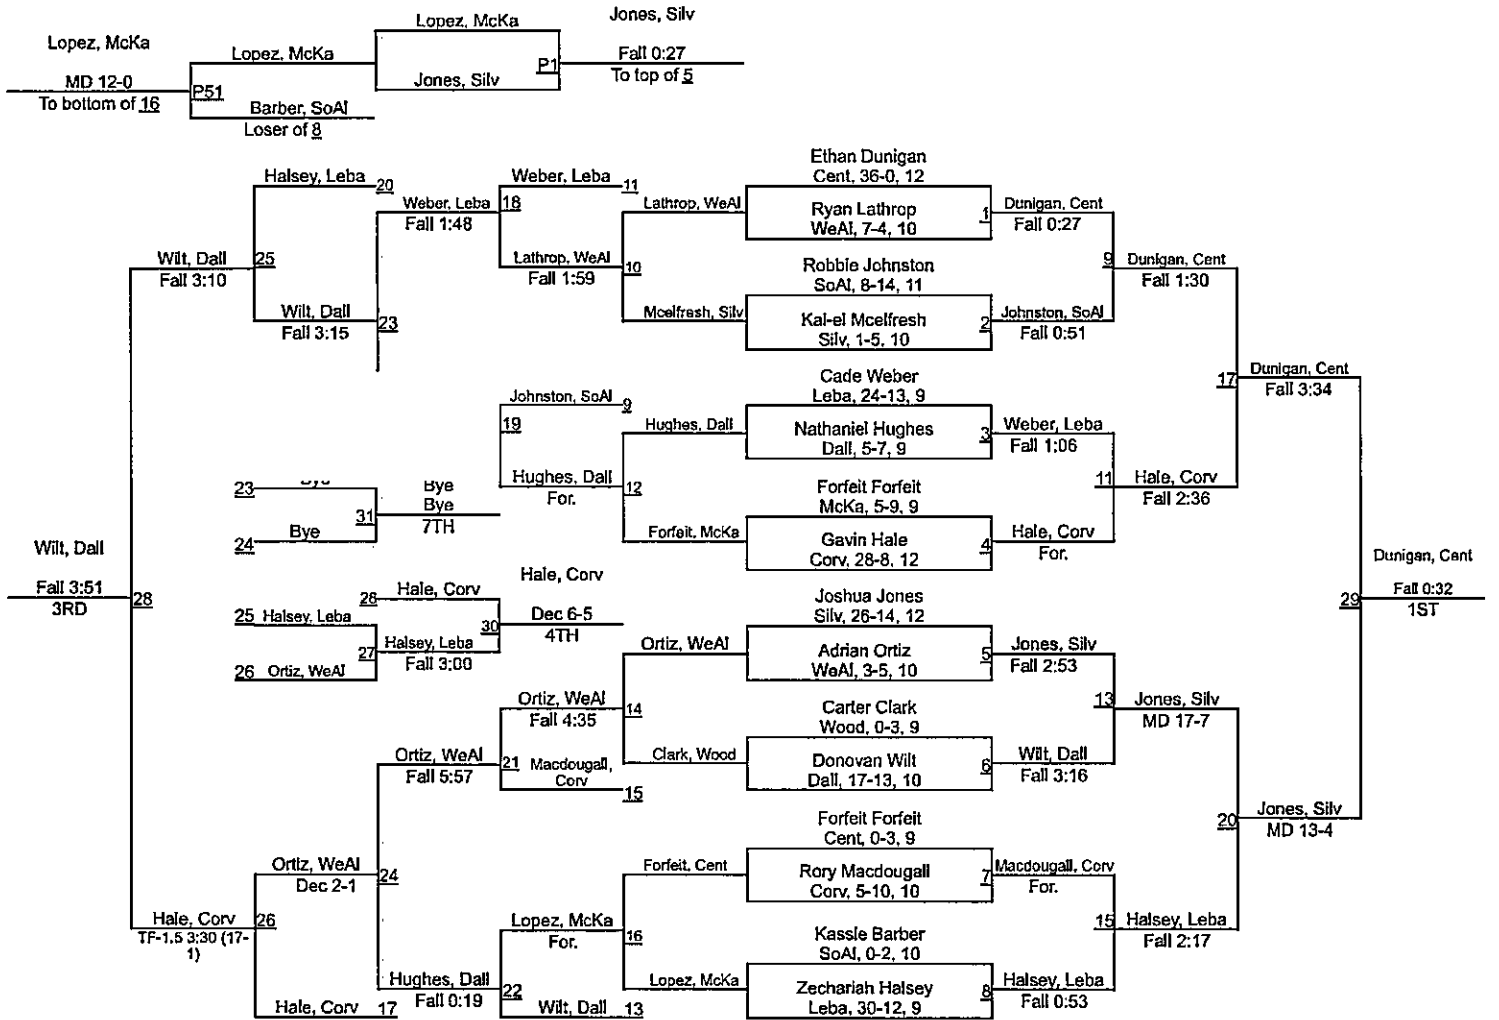 Lopez, McKa
Jones, Silv
Lopez, McKa
Lopez, McKa
Fall 0:27
P1
MD 12-0
Jones, Silv
To top of 5
P51
To bottom of 16
Barber, SoAl
Loser of 8
Ethan Dunigan
Cent, 36-0, 12
Halsey, Leba
20
Weber, Leba
11
Weber, Leba
18
Lathrop, WeAl
Ryan Lathrop
1
Dunigan, Cent
Fall 1:48
WeAl, 7-4, 10
Fall 0:27
Wilt, Dall
25
Lathrop, WeAl
10
Robbie Johnston
9
Dunigan, Cent
Fall 3:10
Fall 1:59
SoAl, 8-14, 11
Fall 1:30
Wilt, Dall
23
Mcelfresh, Silv
Kal-el Mcelfresh
2
Johnston, SoAl
Fall 3:15
Silv, 1-5, 10
Fall 0:51
Cade Weber
17
Dunigan, Cent
Leba, 24-13, 9
Fall 3:34
Johnston, SoAl
9
19
Hughes, Dall
Nathaniel Hughes
3
Weber, Leba
Dall, 5-7, 9
Fall 1:06
23
Bye
Bye
Hughes, Dall
12
Forfeit Forfeit
11
Hale, Corv
31
Bye
For.
McKa, 5-9, 9
Fall 2:36
7TH
24
Bye
Forfeit, McKa
Gavin Hale
4
Hale, Corv
Corv, 28-8, 12
For.
Wilt, Dall
Hale, Corv
Dunigan, Cent
Fall 3:51
28
28
Hale, Corv
Joshua Jones
29
Fall 0:32
3RD
Dec 6-5
Silv, 26-14, 12
1ST
25
Halsey, Leba
30
4TH
27
Halsey, Leba
Ortiz, WeAl
Adrian Ortiz
5
Jones, Silv
Fall 3:00
WeAl, 3-5, 10
Fall 2:53
26
Ortiz, WeAl
Ortiz, WeAl
14
Carter Clark
13
Jones, Silv
Fall 4:35
Wood, 0-3, 9
MD 17-7
Ortiz, WeAl
21
Macdougall,
Corv
Clark, Wood
Donovan Wilt
6
Wilt, Dall
Fall 5:57
15
Dall, 17-13, 10
Fall 3:16
Forfeit Forfeit
20
Jones, Silv
Cent, 0-3, 9
MD 13-4
Ortiz, WeAl
24
Forfeit, Cent
Rory Macdougall
7
Macdougall, Corv
Dec 2-1
Corv, 5-10, 10
For.
Hale, Corv
26
Lopez, McKa
16
Kassie Barber
15
Halsey, Leba
TF-1.5 3:30 (17-
1)
For.
SoAl, 0-2, 10
Fall 2:17
Hughes, Dall
22
Lopez, McKa
Zechariah Halsey
8
Halsey, Leba
Fall 0:19
Leba, 30-12, 9
Fall 0:53
Hale, Corv
17
Wilt, Dall
13